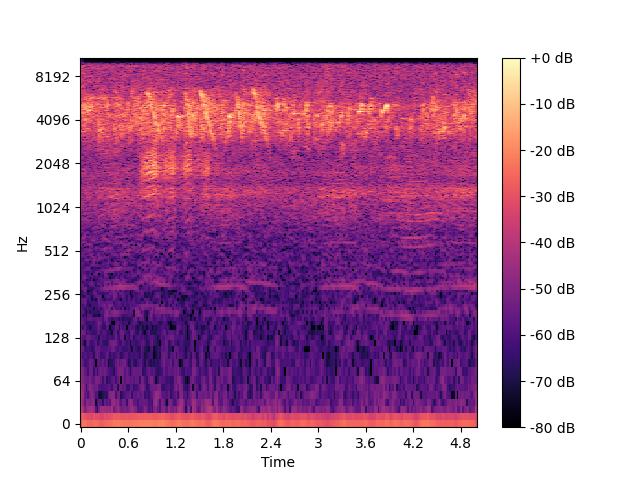 8192
4096
2048
1024
512
256
128
64
0
Hz
0 0.6 1.2 1.8 2.4 3 3.6 4.2 4.8
Time
+0 dB
-10 dB
-20 dB
-30 dB
-40 dB
-50 dB
-60 dB
-70 dB
-80 dB